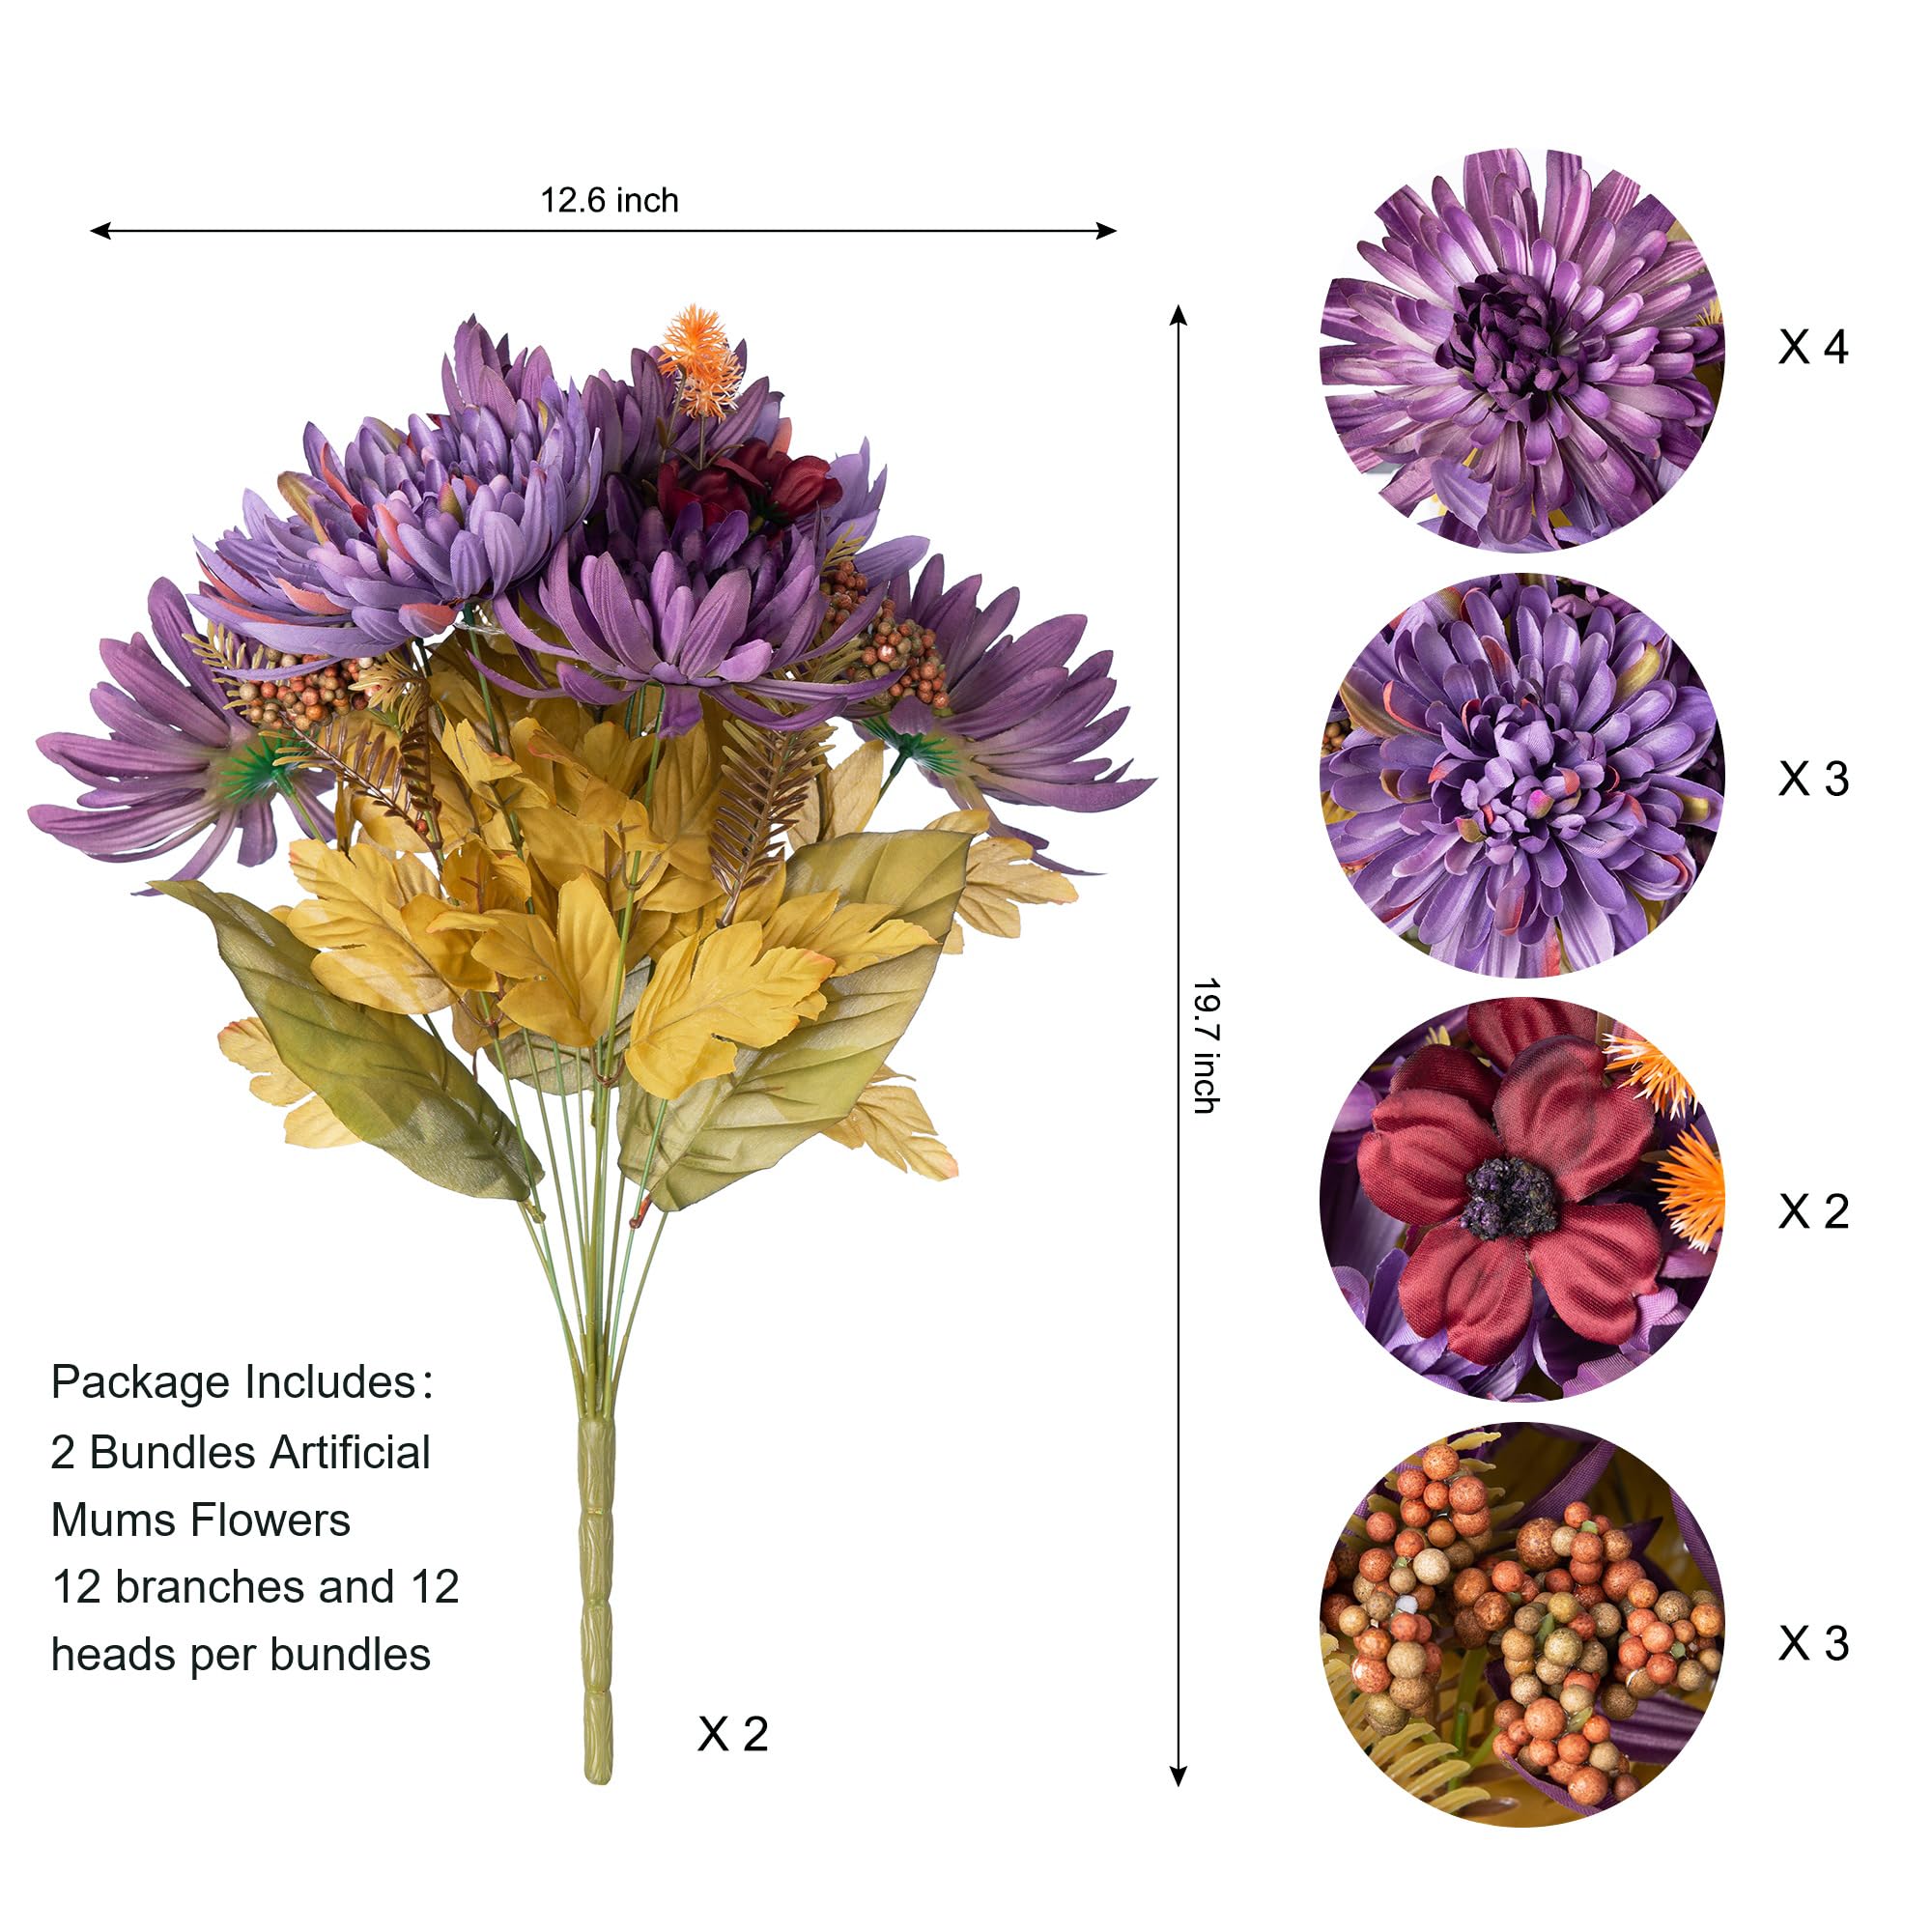 12.6 inch
19.7 inch
X 4
X 3
X 2
X 3
Package Includes：
2 Bundles Artificial
Mums Flowers
12 branches and 12
heads per bundles
X 2